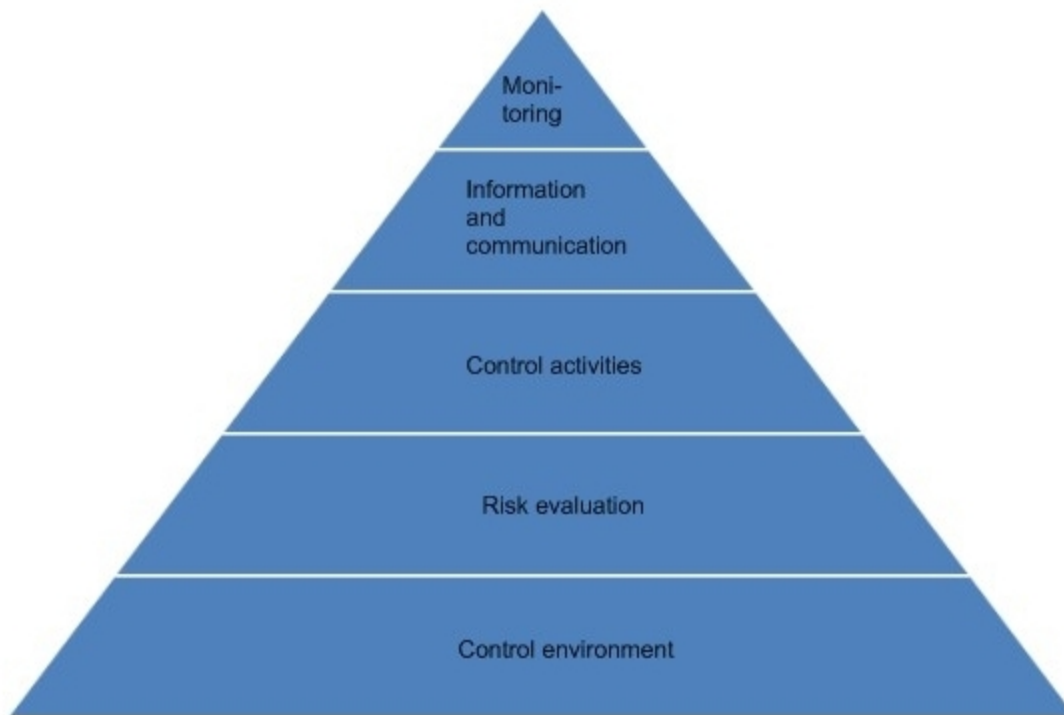 Moni-
toring
Information
and
communication
Control activities
Risk evaluation
Control environment